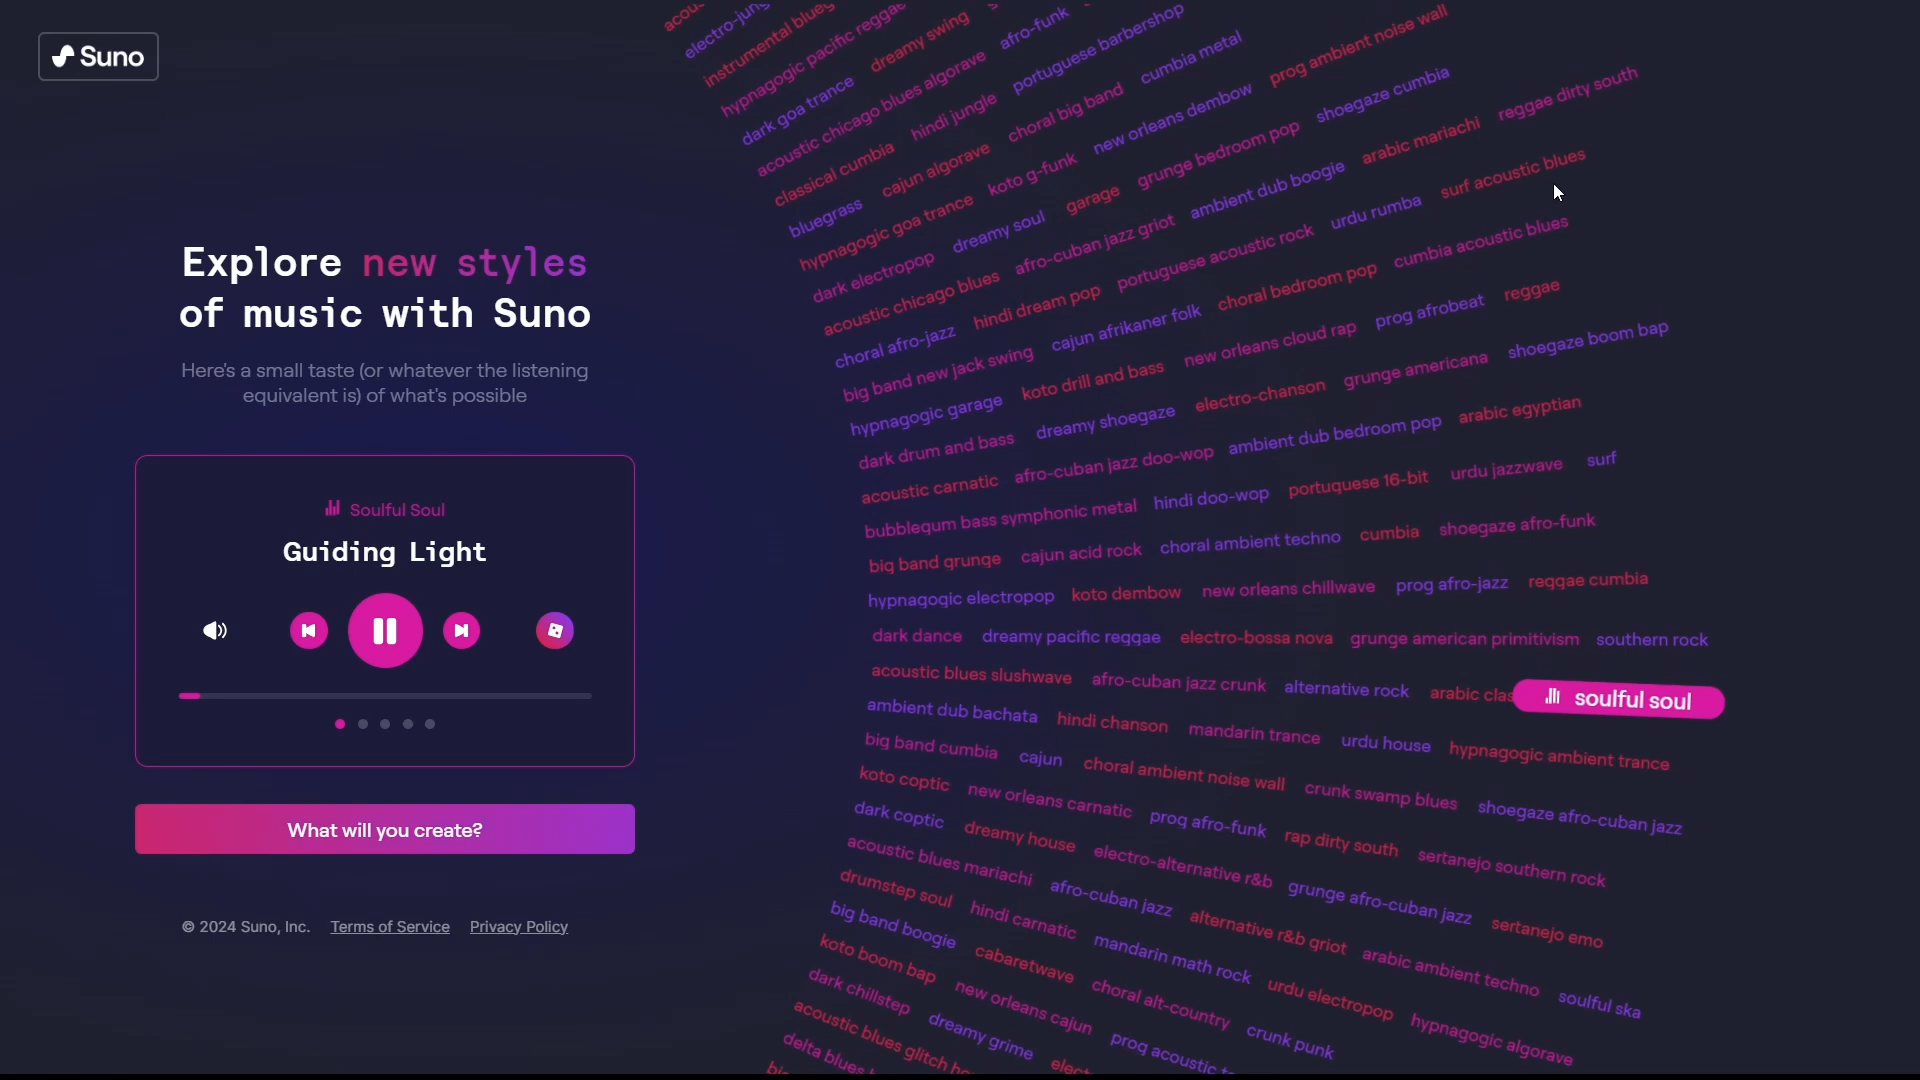 Suno
Explore new styles
of music with Suno
Here's a small taste (or whatever the listening
equivalent is) of what's possible
Soulful Soul
Guiding Light
What will you create?
© 2024 Suno, Inc. Terms of Service Privacy Policy
hypnagogic pacific reggae dreamy swing afro-funk portuguese barbershop cumbia metal prog ambient noise wall
dark goa trance
acoustic chicago blues algorave hindi jungle choral big band new orleans dembow shoegaze cumbia reggae dirty south
classical cumbia cajun algorave koto g-funk garage grunge bedroom pop ambient dub boogie arabic mariachi
bluegrass
hypnagogic goa trance dreamy soul afro-cuban jazz griot urdu rumba surf acoustic blues
dark electropop
acoustic chicago blues hindi dream pop portuguese acoustic rock cumbia acoustic blues
choral afro-jazz cajun afrikaner folk choral bedroom pop prog afrobeat reggae
big band new jack swing koto drill and bass new orleans cloud rap grunge americana shoegaze boom bap
hypnagogic garage dreamy shoegaze electro-chanson
dark drum and bass afro-cuban jazz doo-wop ambient dub bedroom pop arabic egyptian
acoustic carnatic hindi doo-wop portuguese 16-bit urdu jazzwave surf
bubblegum bass symphonic metal
big band grunge cajun acid rock choral ambient techno cumbia shoegaze afro-funk
hypnagogic electropop koto dembow new orleans chillwave prog afro-jazz reggae cumbia
dark dance dreamy pacific reggae electro-bossa nova grunge american primitivism southern rock
acoustic blues slushwave afro-cuban jazz crunk alternative rock arabic soulful soul
ambient dub bachata hindi chanson mandarin trance urdu house hypnagogic ambient trance
big band cumbia cajun choral ambient noise wall crunk swamp blues shoegaze afro-cuban jazz
koto coptic new orleans carnatic prog afro-funk rap dirty south sertanejo southern rock
dark coptic dreamy house electro-alternative r&b grunge afro-cuban jazz sertanejo emo
acoustic blues mariachi afro-cuban jazz alternative r&b griot arabic ambient techno soulful ska
drumstep soul hindi carnatic mandarin math rock urdu electropop hypnagogic algorave
big band boogie cabaretwave choral alt-country crunk punk
koto boom bap new orleans cajun prog acoustic
dark chillstep dreamy grime
acoustic blues glitch
delta blues